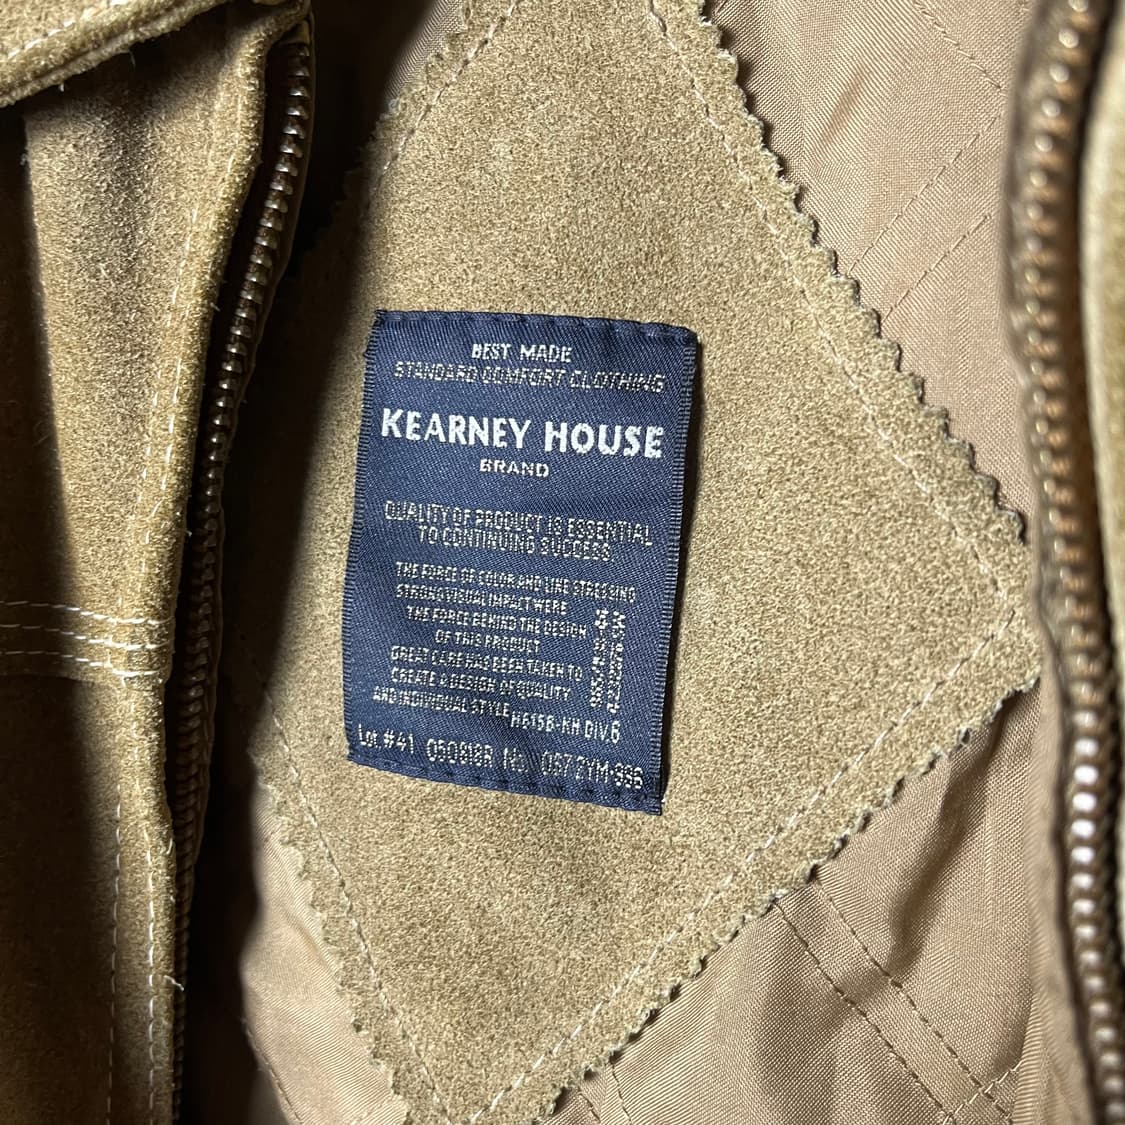 BEST MADE
STANDARD COMFORT CLOTHING
KEARNEY HOUSE
BRAND
QUALITY OF PRODUCT IS ESSENTIAL
TO CONTINUING SUCCESS.
THE FORCE OF COLOR AND LINE STRESSING
STRONG VISUAL IMPACT WERE
THE FORCE BEHIND THE DESIGN
OF THIS PRODUCT
GREAT CARE HAS BEEN TAKEN TO
CREATE A DESIGN OF QUALITY
AND INDIVIDUAL STYLE
DIV.6
Lot.#41